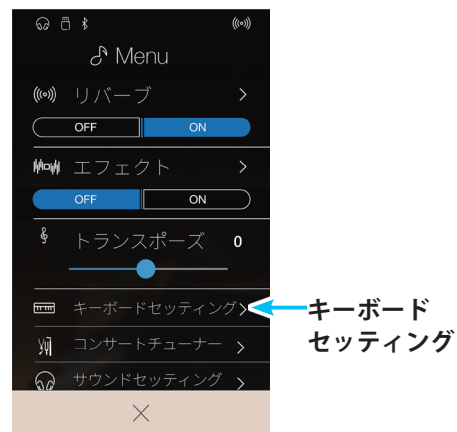 Menu
リバーブ
OFF ON
エフェクト
OFF ON
トランスポーズ 0
キーボードセッティング
コンサートチューナー
サウンドセッティング
キーボード
セッティング